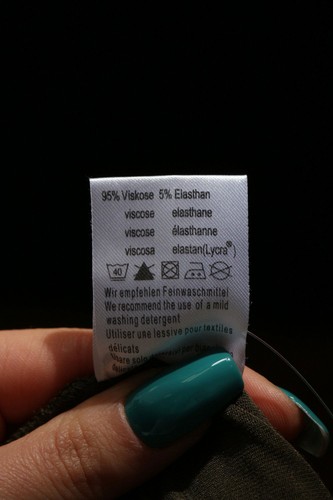 95% Viskose 5% Elasthan
viscose elasthane
viscose élasthanne
viscosa elastan(Lycra®)
40
Wir empfehlen Feinwaschmittel
We recommend the use of a mild
washing detergent
Utiliser une lessive pour textiles
délicats